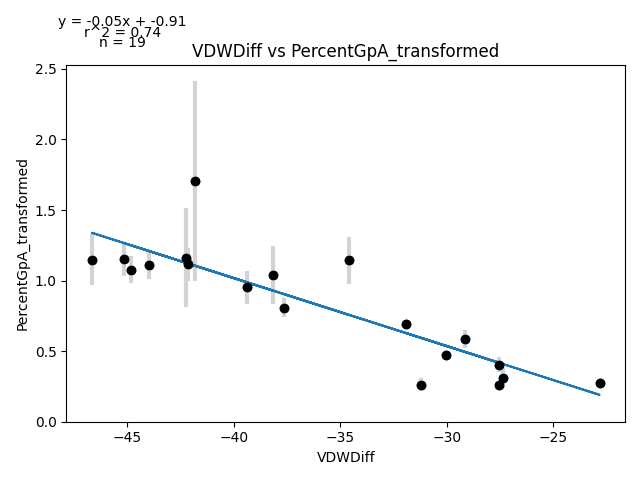 y = -0.05x + -0.91
r^2 = 0.74
n = 19
VDWDiff vs PercentGpA_transformed
2.5
2.0
1.5
1.0
0.5
0.0
PercentGpA_transformed
−45
−40
−35
−30
−25
VDWDiff